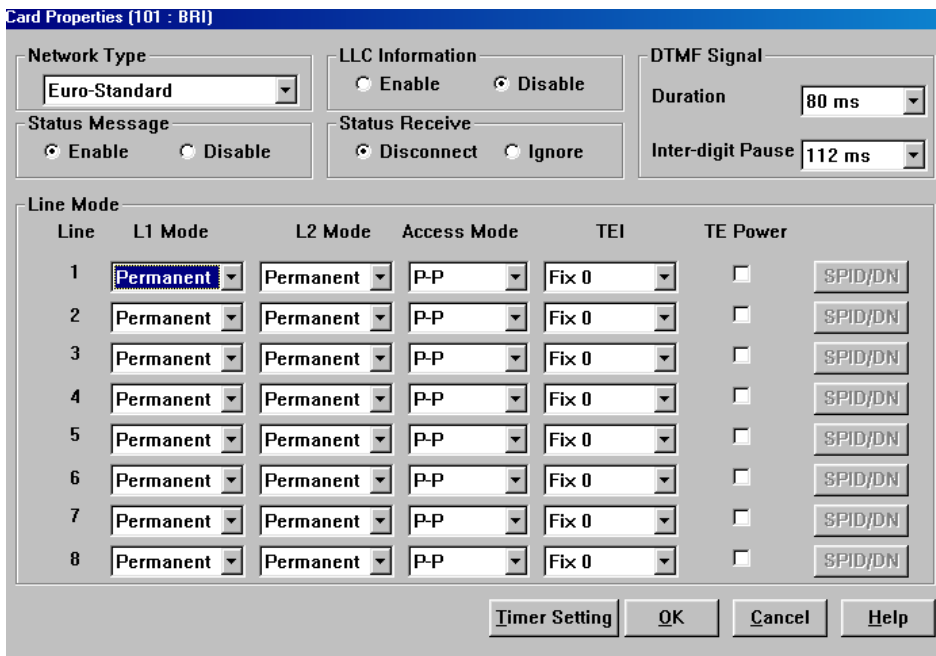 Card Properties (101 : BRI)
Network Type
Euro-Standard
LLC Information
Enable Disable
DTMF Signal
Duration 80 ms
Inter-digit Pause 112 ms
Status Message
Enable Disable
Status Receive
Disconnect Ignore
Line Mode
Line L1 Mode L2 Mode Access Mode TEI TE Power
1 Permanent Permanent P-P Fix 0 SPID/DN
2 Permanent Permanent P-P Fix 0 SPID/DN
3 Permanent Permanent P-P Fix 0 SPID/DN
4 Permanent Permanent P-P Fix 0 SPID/DN
5 Permanent Permanent P-P Fix 0 SPID/DN
6 Permanent Permanent P-P Fix 0 SPID/DN
7 Permanent Permanent P-P Fix 0 SPID/DN
8 Permanent Permanent P-P Fix 0 SPID/DN
Timer Setting OK Cancel Help